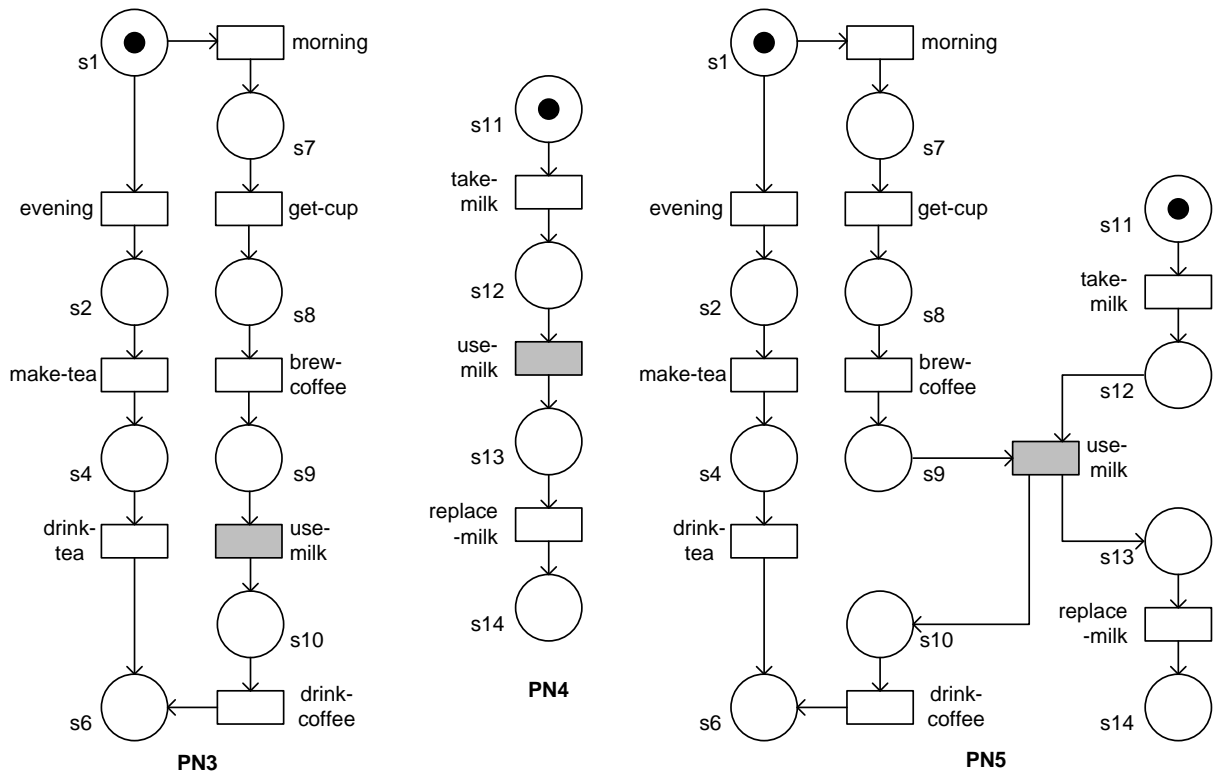 s1
morning
s7
evening
get-cup
s2
s8
make-tea
brew-
coffee
s4
s9
drink-
tea
use-
milk
s10
s6
drink-
coffee
PN3
s11
take-
milk
s12
use-
milk
s13
replace
-milk
s14
PN4
s1
morning
s7
evening
get-cup
s11
s2
s8
take-
milk
make-tea
brew-
coffee
s12
s4
s9
use-
milk
drink-
tea
s13
s10
replace
-milk
s6
drink-
coffee
s14
PN5